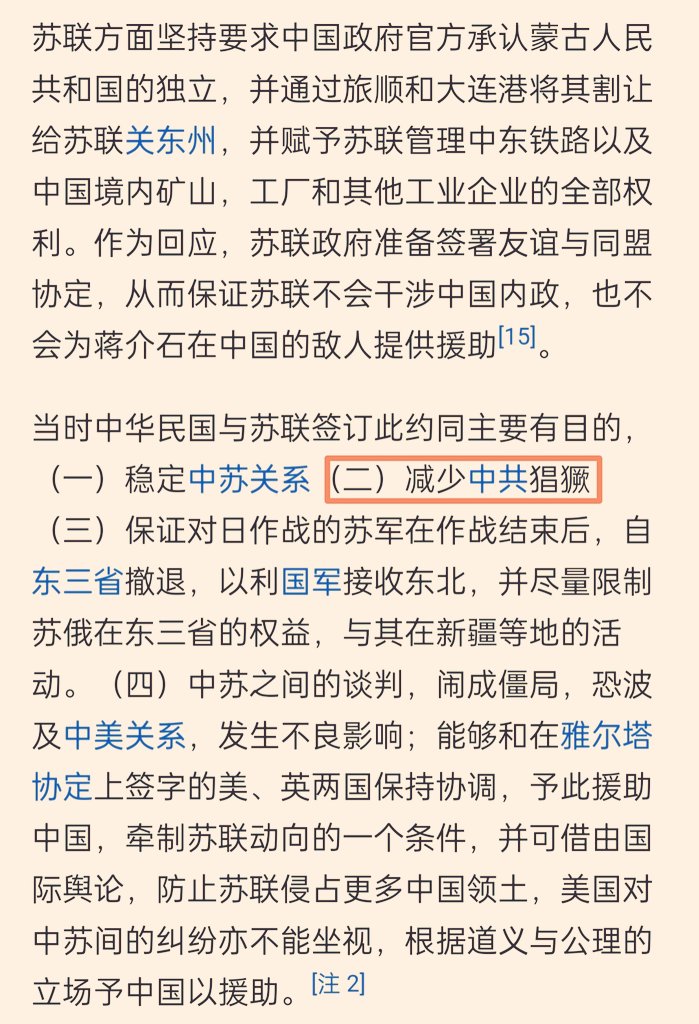 苏联方面坚持要求中国政府官方承认蒙古人民
共和国的独立，并通过旅顺和大连港将其割让
给苏联关东州，并赋予苏联管理中东铁路以及
中国境内矿山，工厂和其他工业企业的全部权
利。作为回应，苏联政府准备签署友谊与同盟
协定，从而保证苏联不会干涉中国内政，也不
会为蒋介石在中国的敌人提供援助[15]。
当时中华民国与苏联签订此约同主要有目的，
（一）稳定中苏关系（二）减少中共猖獗
（三）保证对日作战的苏军在作战结束后，自
东三省撤退，以利国军接收东北，并尽量限制
苏俄在东三省的权益，与其在新疆等地的活
动。（四）中苏之间的谈判，闹成僵局，恐波
及中美关系，发生不良影响；能够和在雅尔塔
协定上签字的美、英两国保持协调，予此援助
中国，牵制苏联动向的一个条件，并可借由国
际舆论，防止苏联侵占更多中国领土，美国对
中苏间的纠纷亦不能坐视，根据道义与公理的
立场予中国以援助。[注 2]